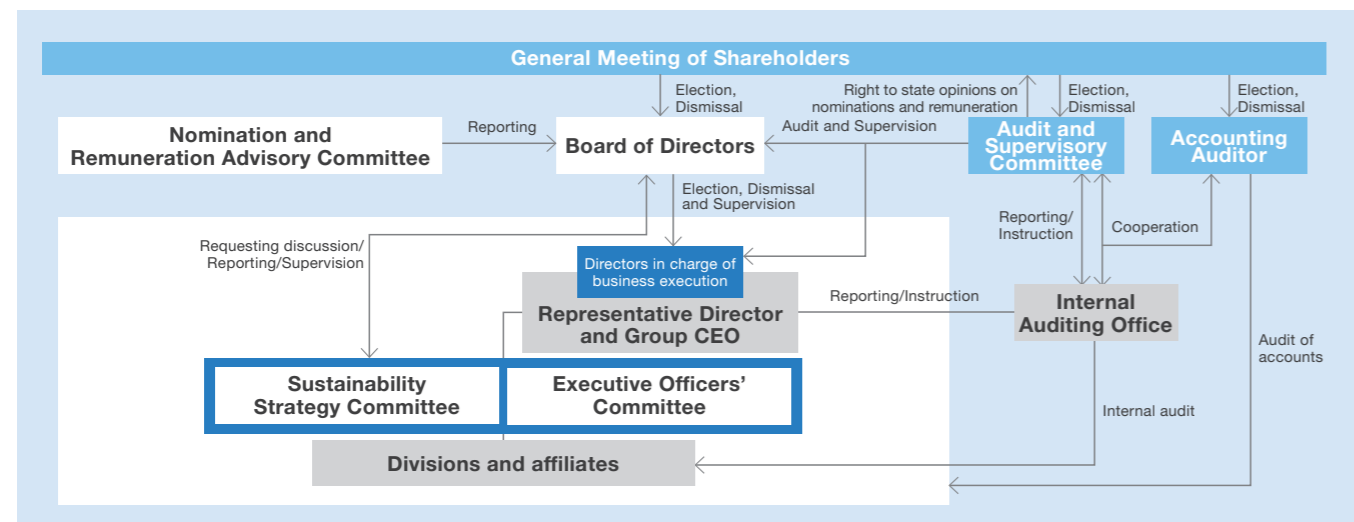 General Meeting of Shareholders
Election,
Dismissal
Right to state opinions on
nominations and remuneration
Election,
Dismissal
Election,
Dismissal
Nomination and
Remuneration Advisory Committee
Reporting
Board of Directors
Audit and Supervision
Audit and
Supervisory
Committee
Accounting
Auditor
Election, Dismissal
and Supervision
Reporting/
Instruction
Cooperation
Requesting discussion/
Reporting/Supervision
Directors in charge of
business execution
Representative Director
and Group CEO
Reporting/Instruction
Internal
Auditing Office
Audit of
accounts
Sustainability
Strategy Committee
Executive Officers’
Committee
Internal audit
Divisions and affiliates